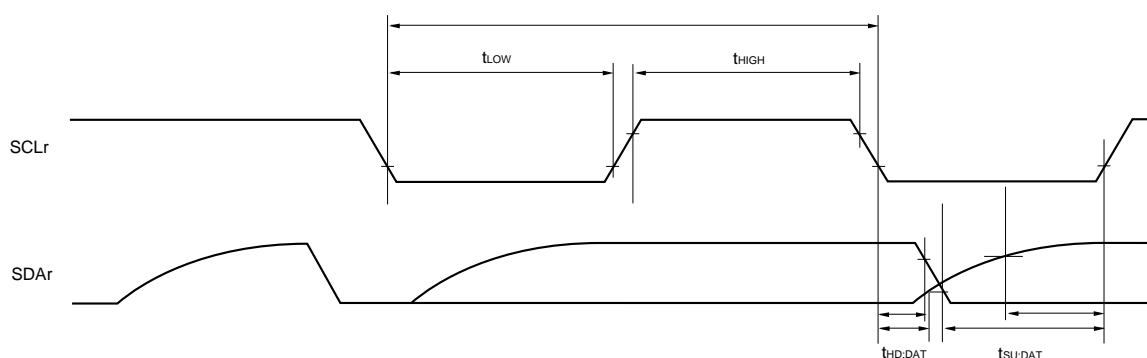 tLOW
tHIGH
SCLr
SDAr
tHD:DAT
tSU:DAT